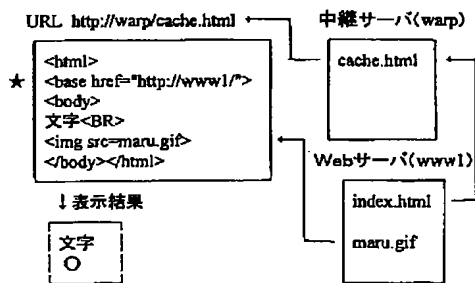 URL http://warp/cache.html
中継サーバ(warp)
cache.html
★
<html>
<base href="http://www1/">
<body>
文字<BR>
<img src=maru.gif>
</body></html>
Webサーバ(www1)
index.html
maru.gif
↓表示結果
文字
○